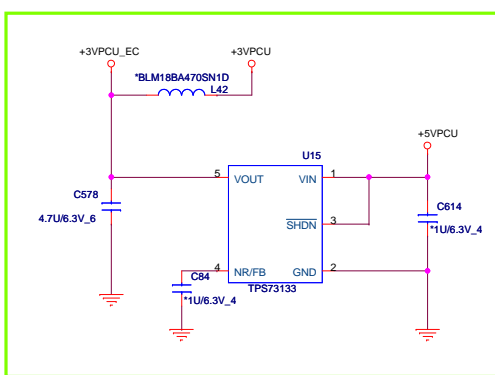 +3VPCU_EC
+3VPCU
*BLM18BA470SN1D
L42
+5VPCU
U15
5
VOUT
VIN
1
C578
4.7U/6.3V_6
SHDN
3
C614
*1U/6.3V_4
4
NR/FB
GND
2
C84
*1U/6.3V_4
TPS73133